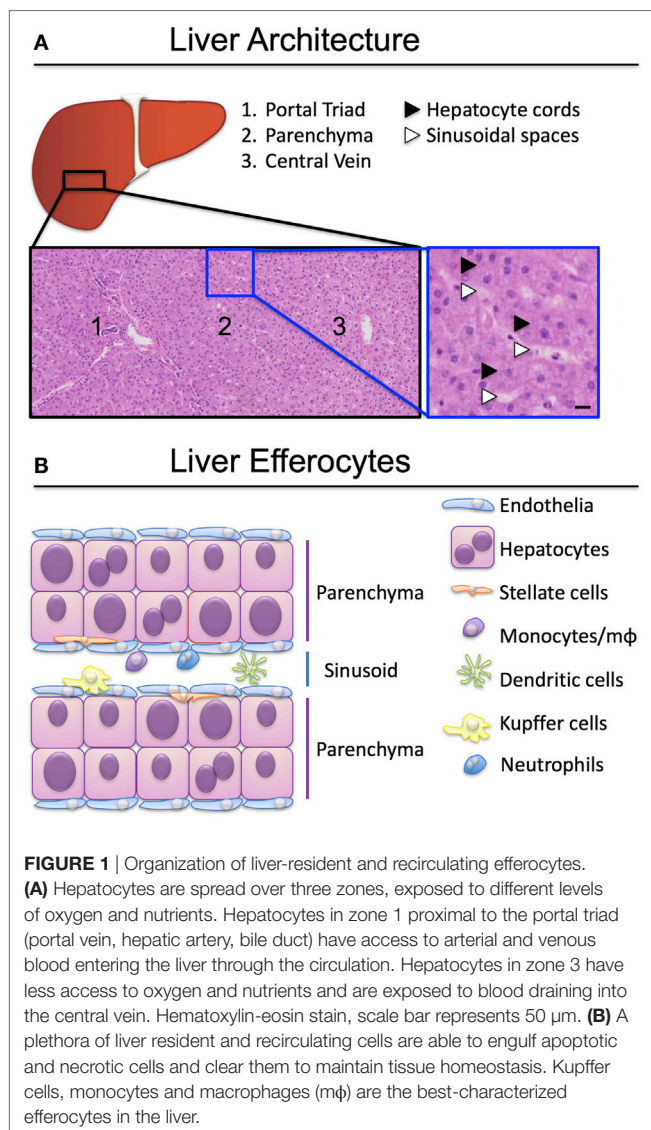 A
Liver Architecture
1. Portal Triad
2. Parenchyma
3. Central Vein
Hepatocyte cords
Sinusoidal spaces
1
2
3
B
Liver Efferocytes
Parenchyma
Sinusoid
Parenchyma
Endothelia
Hepatocytes
Stellate cells
Monocytes/mϕ
Dendritic cells
Kupffer cells
Neutrophils
FIGURE 1 | Organization of liver-resident and recirculating efferocytes.
(A) Hepatocytes are spread over three zones, exposed to different levels
of oxygen and nutrients. Hepatocytes in zone 1 proximal to the portal triad
(portal vein, hepatic artery, bile duct) have access to arterial and venous
blood entering the liver through the circulation. Hepatocytes in zone 3 have
less access to oxygen and nutrients and are exposed to blood draining into
the central vein. Hematoxylin-eosin stain, scale bar represents 50 µm. (B) A
plethora of liver resident and recirculating cells are able to engulf apoptotic
and necrotic cells and clear them to maintain tissue homeostasis. Kupffer
cells, monocytes and macrophages (mϕ) are the best-characterized
efferocytes in the liver.